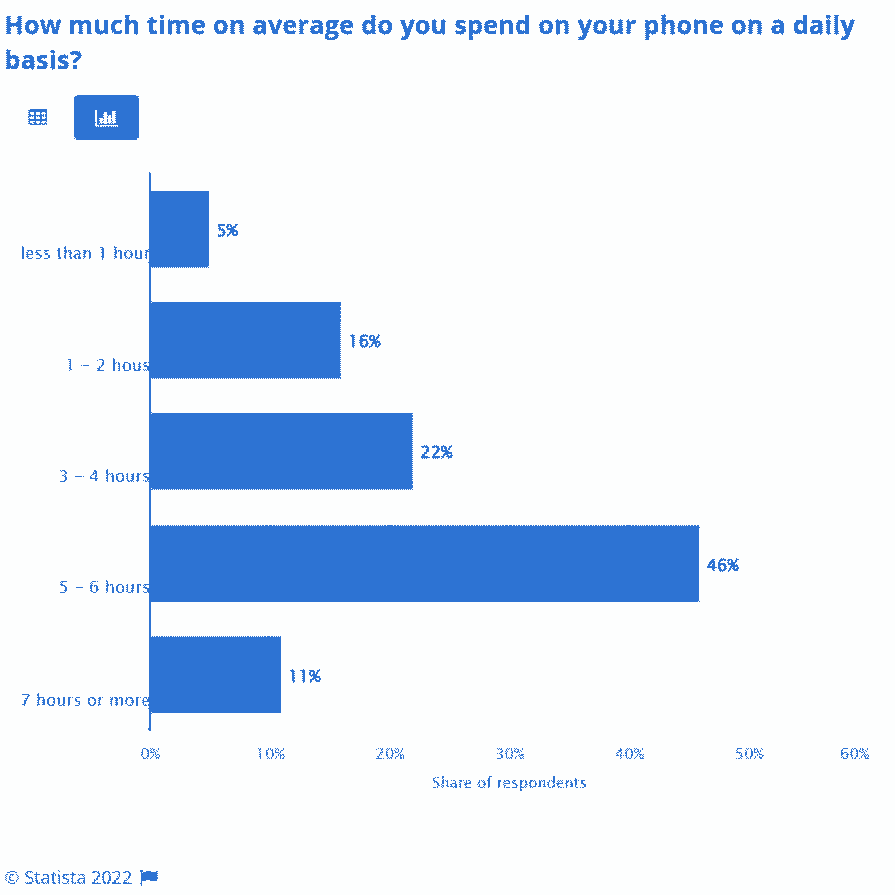 How much time on average do you spend on your phone on a daily
basis?
5%
less than 1 hour
16%
1 – 2 hous
22%
3 – 4 hours
46%
5 – 6 hours
11%
7 hours or more
0% 10% 20% 30% 40% 50% 60%
Share of respondents
© Statista 2022